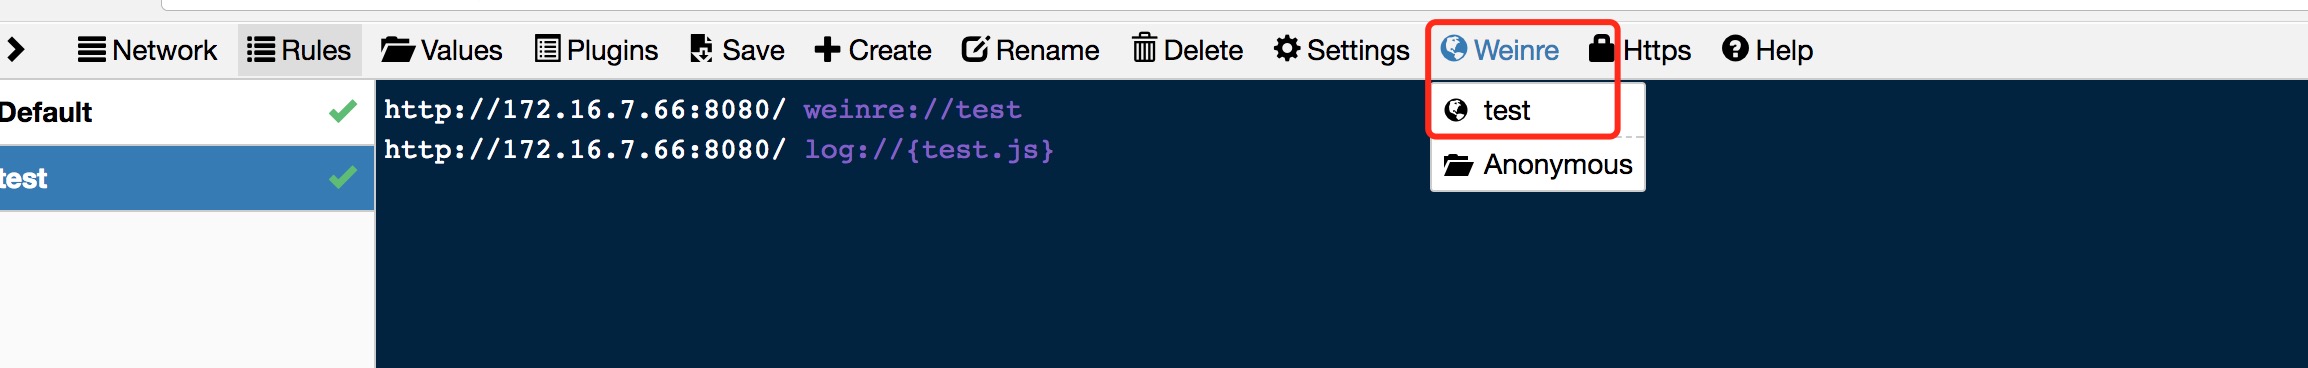 Network Rules Values Plugins Save Create Rename Delete Settings Weinre Https Help
Default
test
http://172.16.7.66:8080/ weinre://test
http://172.16.7.66:8080/ log://{test.js}
test
Anonymous